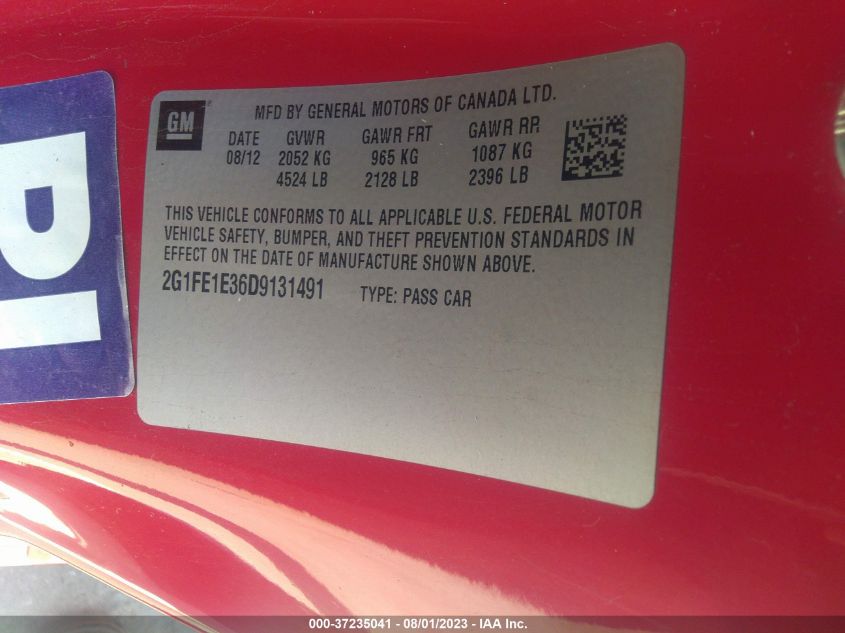 GM
MFD BY GENERAL MOTORS OF CANADA LTD.
DATE GVWR GAWR FRT GAWR RR
08/12 2052 KG 965 KG 1087 KG
4524 LB 2128 LB 2396 LB
THIS VEHICLE CONFORMS TO ALL APPLICABLE U.S. FEDERAL MOTOR
VEHICLE SAFETY, BUMPER, AND THEFT PREVENTION STANDARDS IN
EFFECT ON THE DATE OF MANUFACTURE SHOWN ABOVE.
2G1FE1E36D9131491 TYPE: PASS CAR
PI
000-37235041 - 08/01/2023 - IAA Inc.